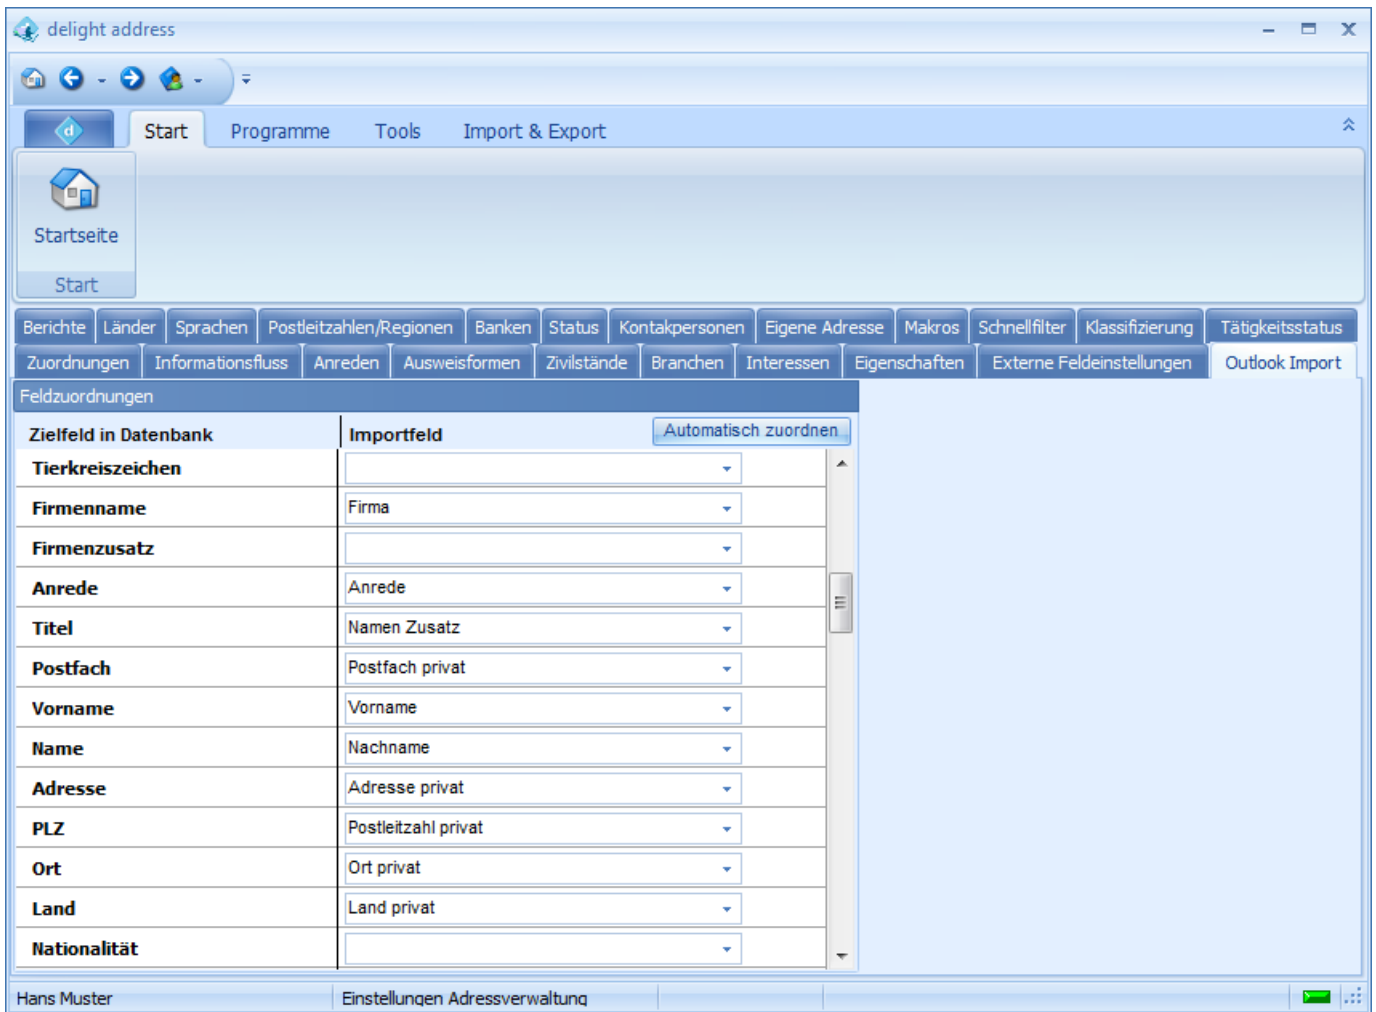 delight address
Start Programme Tools Import & Export
Startseite
Start
Berichte Länder Sprachen Postleitzahlen/Regionen Banken Status Kontakpersonen Eigene Adresse Makros Schnellfilter Klassifizierung Tätigkeitsstatus
Zuordnungen Informationsfluss Anreden Ausweisformen Zivilstände Branchen Interessen Eigenschaften Externe Feldeinstellungen Outlook Import
Feldzuordnungen
Zielfeld in Datenbank Importfeld Automatisch zuordnen
Tierkreiszeichen
Firmenname Firma
Firmenzusatz
Anrede Anrede
Titel Namen Zusatz
Postfach Postfach privat
Vorname Vorname
Name Nachname
Adresse Adresse privat
PLZ Postleitzahl privat
Ort Ort privat
Land Land privat
Nationalität
Hans Muster Einstellungen Adressverwaltung